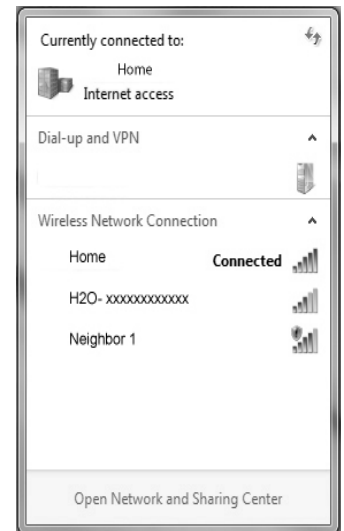 Currently connected to:
Home
Internet access
Dial-up and VPN
Wireless Network Connection
Home Connected
H2O- xxxxxxxxxxxx
Neighbor 1
Open Network and Sharing Center